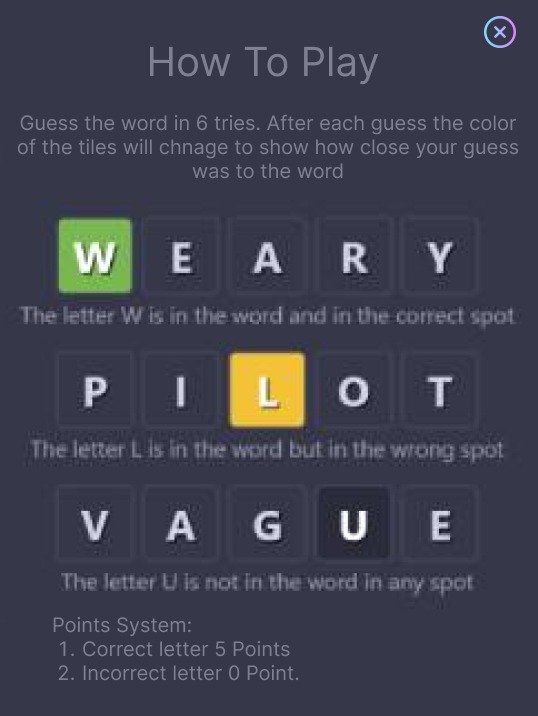 How To Play
Guess the word in 6 tries. After each guess the color
of the tiles will chnage to show how close your guess
was to the word
W E A R Y
The letter W is in the word and in the correct spot
P I L O T
The letter L is in the word but in the wrong spot
V A G U E
The letter U is not in the word in any spot
Points System:
1. Correct letter 5 Points
2. Incorrect letter 0 Point.